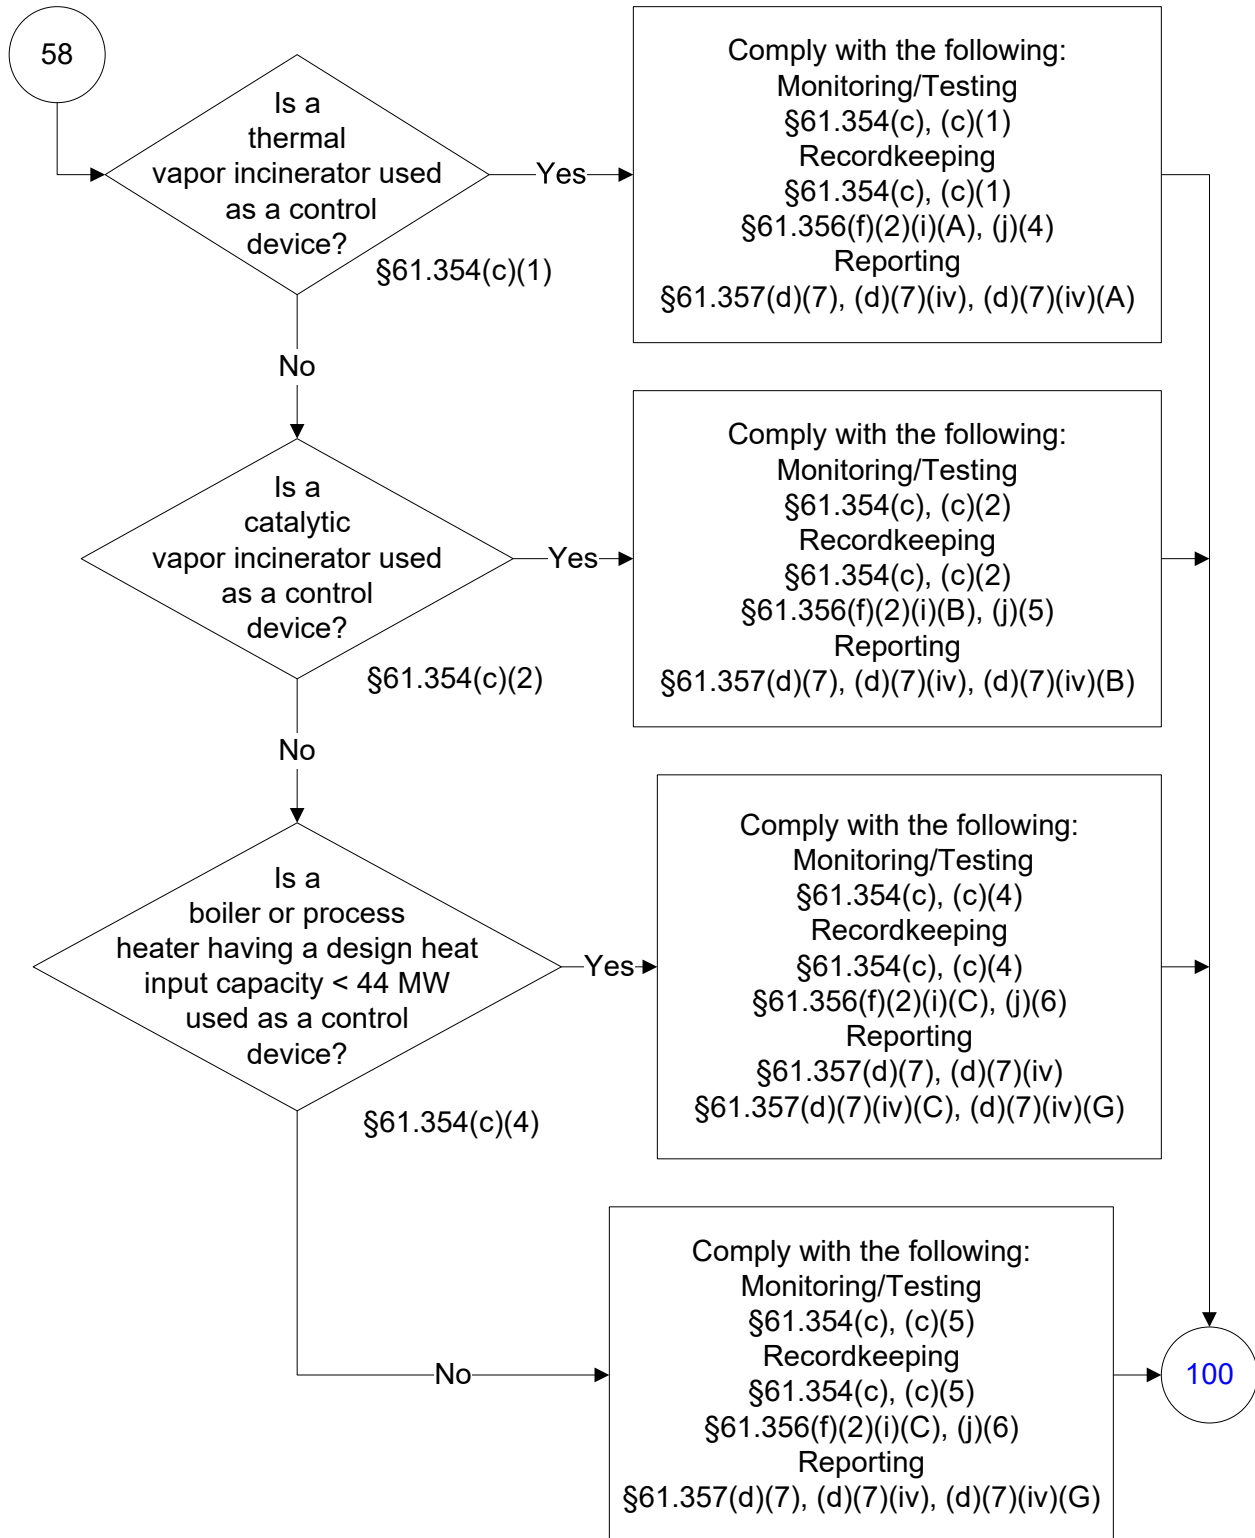 58
Is a
thermal
vapor incinerator used
as a control
device?
§61.354(c)(1)
Yes
Comply with the following:
Monitoring/Testing
§61.354(c), (c)(1)
Recordkeeping
§61.354(c), (c)(1)
§61.356(f)(2)(i)(A), (j)(4)
Reporting
§61.357(d)(7), (d)(7)(iv), (d)(7)(iv)(A)
No
Is a
catalytic
vapor incinerator used
as a control
device?
§61.354(c)(2)
Yes
Comply with the following:
Monitoring/Testing
§61.354(c), (c)(2)
Recordkeeping
§61.354(c), (c)(2)
§61.356(f)(2)(i)(B), (j)(5)
Reporting
§61.357(d)(7), (d)(7)(iv), (d)(7)(iv)(B)
No
Is a
boiler or process
heater having a design heat
input capacity < 44 MW
used as a control
device?
§61.354(c)(4)
Yes
Comply with the following:
Monitoring/Testing
§61.354(c), (c)(4)
Recordkeeping
§61.354(c), (c)(4)
§61.356(f)(2)(i)(C), (j)(6)
Reporting
§61.357(d)(7), (d)(7)(iv)
§61.357(d)(7)(iv)(C), (d)(7)(iv)(G)
No
Comply with the following:
Monitoring/Testing
§61.354(c), (c)(5)
Recordkeeping
§61.354(c), (c)(5)
§61.356(f)(2)(i)(C), (j)(6)
Reporting
§61.357(d)(7), (d)(7)(iv), (d)(7)(iv)(G)
100